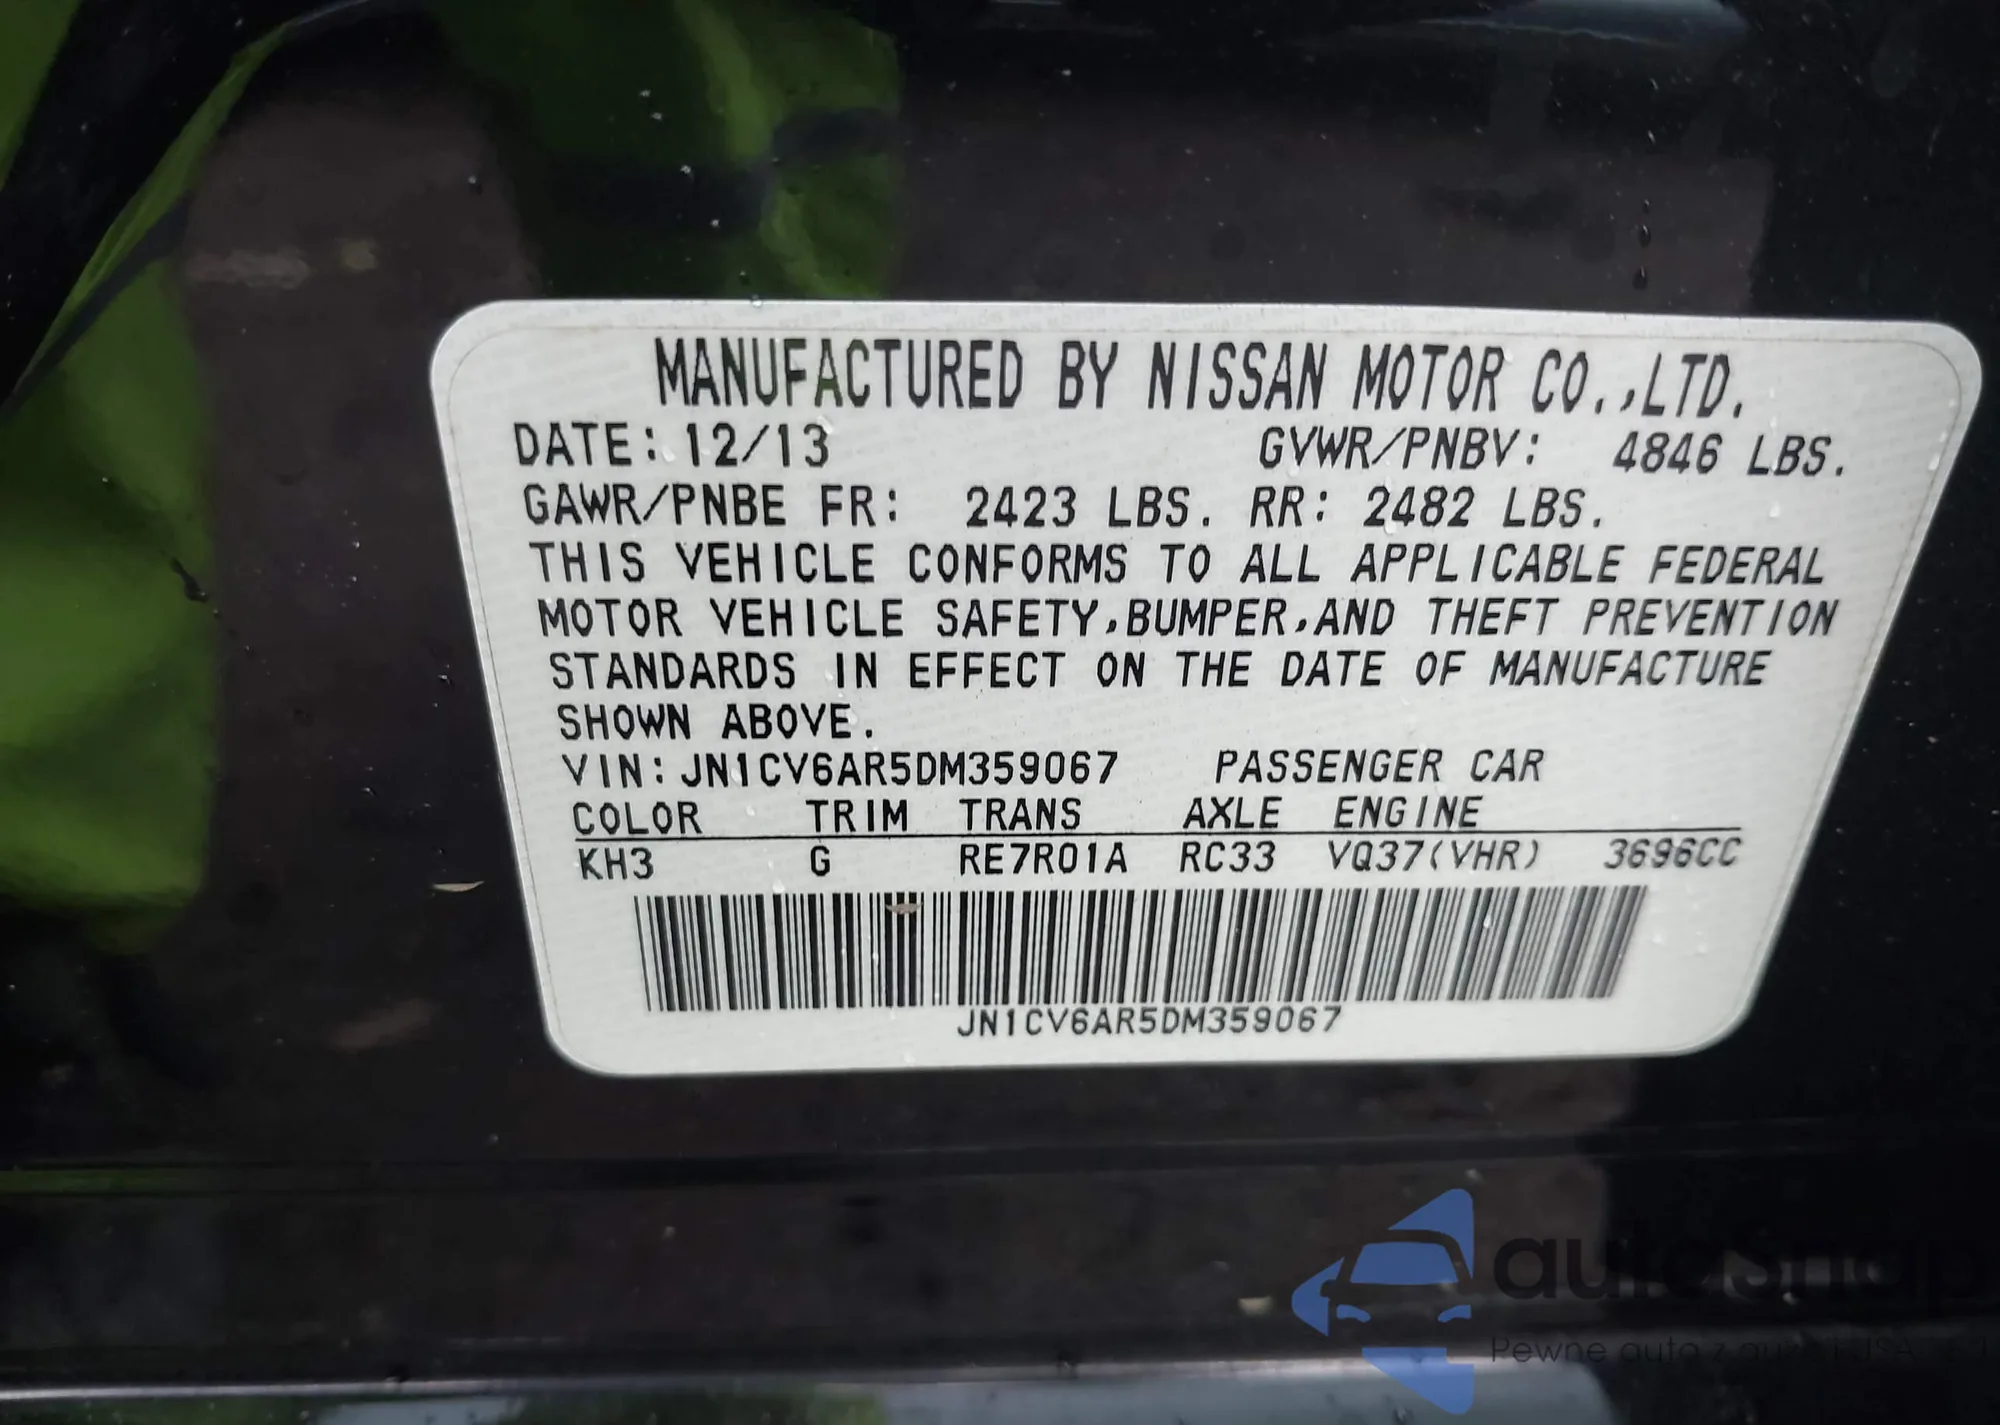 MANUFACTURED BY NISSAN MOTOR CO.,LTD.
DATE: 12/13 GVWR/PNBV: 4846 LBS.
GAWR/PNBE FR: 2423 LBS. RR: 2482 LBS.
THIS VEHICLE CONFORMS TO ALL APPLICABLE FEDERAL
MOTOR VEHICLE SAFETY,BUMPER,AND THEFT PREVENTION
STANDARDS IN EFFECT ON THE DATE OF MANUFACTURE
SHOWN ABOVE.
VIN: JN1CV6AR5DM359067 PASSENGER CAR
COLOR TRIM TRANS AXLE ENGINE
KH3 G RE7R01A RC33 VQ37(VHR) 3696CC
JN1CV6AR5DM359067
autosnap
Pewne auto z